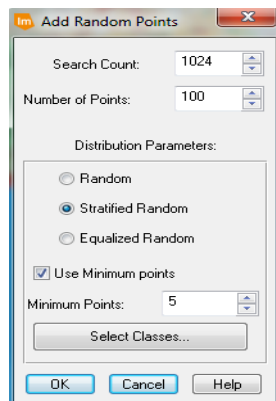 Im Add Random Points
Search Count: 1024
Number of Points: 100
Distribution Parameters:
Random
Stratified Random
Equalized Random
Use Minimum points
Minimum Points: 5
Select Classes...
OK Cancel Help